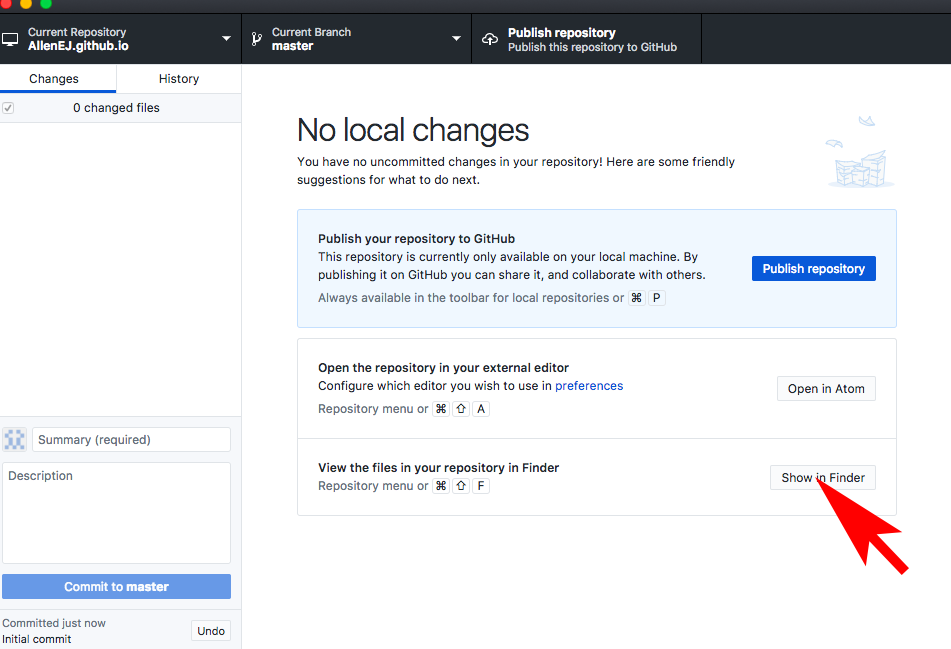 Current Repository
AllenEJ.github.io
Current Branch
master
Publish repository
Publish this repository to GitHub
Changes
History
0 changed files
No local changes
You have no uncommitted changes in your repository! Here are some friendly
suggestions for what to do next.
Publish your repository to GitHub
This repository is currently only available on your local machine. By
publishing it on GitHub you can share it, and collaborate with others.
Always available in the toolbar for local repositories or ⌘ P
Publish repository
Open the repository in your external editor
Configure which editor you wish to use in preferences
Repository menu or ⌘ ⇧ A
Open in Atom
View the files in your repository in Finder
Repository menu or ⌘ ⇧ F
Show in Finder
Summary (required)
Description
Commit to master
Committed just now
Initial commit
Undo